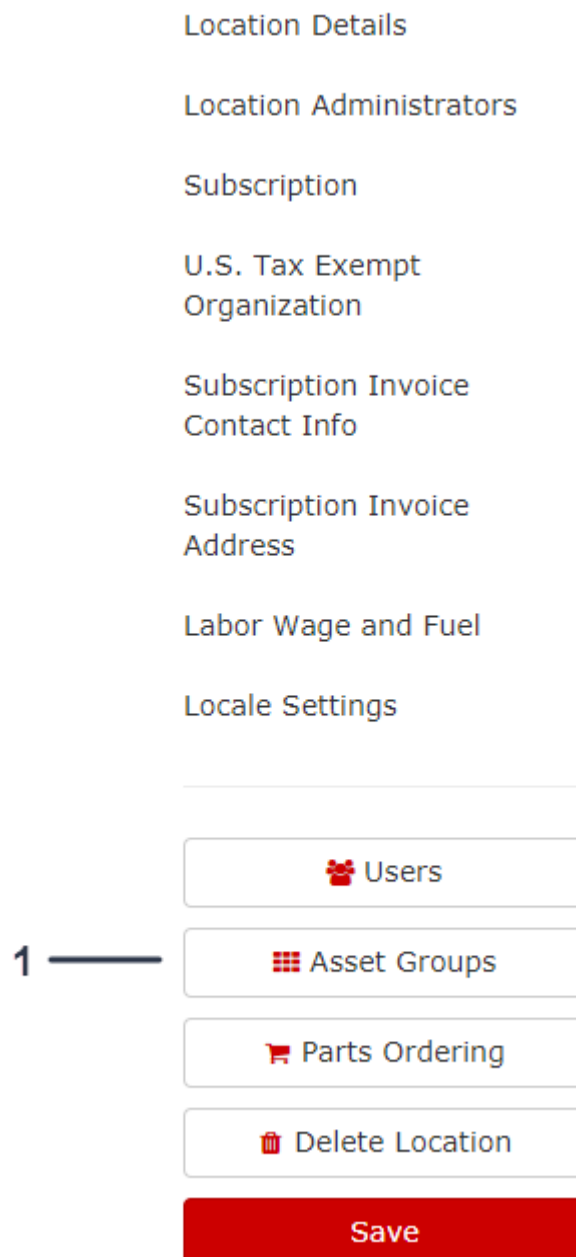 Location Details
Location Administrators
Subscription
U.S. Tax Exempt
Organization
Subscription Invoice
Contact Info
Subscription Invoice
Address
Labor Wage and Fuel
Locale Settings
Users
1 Asset Groups
Parts Ordering
Delete Location
Save